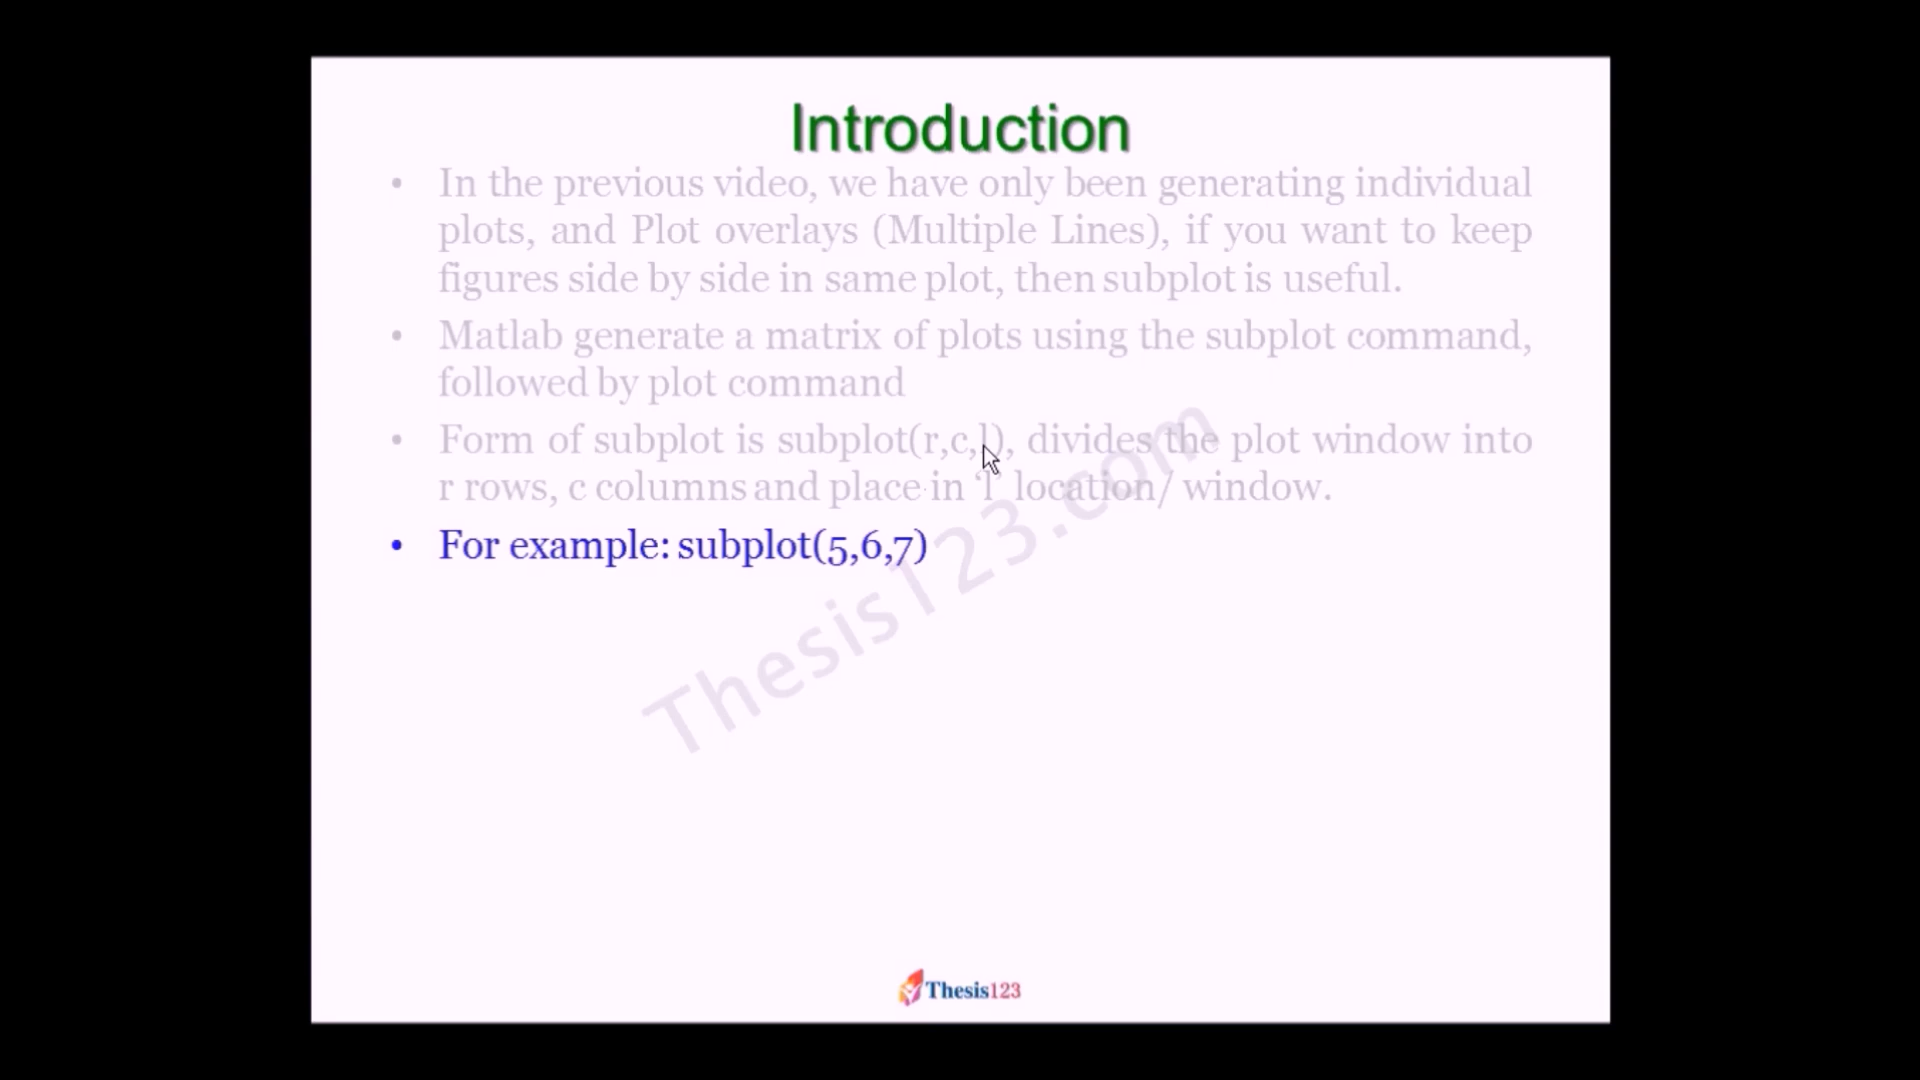 Introduction
• In the previous video, we have only been generating individual
plots, and Plot overlays (Multiple Lines), if you want to keep
figures side by side in same plot, then subplot is useful.
• Matlab generate a matrix of plots using the subplot command,
followed by plot command
• Form of subplot is subplot(r,c,l), divides the plot window into
r rows, c columns and place in ‘l’ location/ window.
• For example: subplot(5,6,7)
Thesis123.com
Thesis123